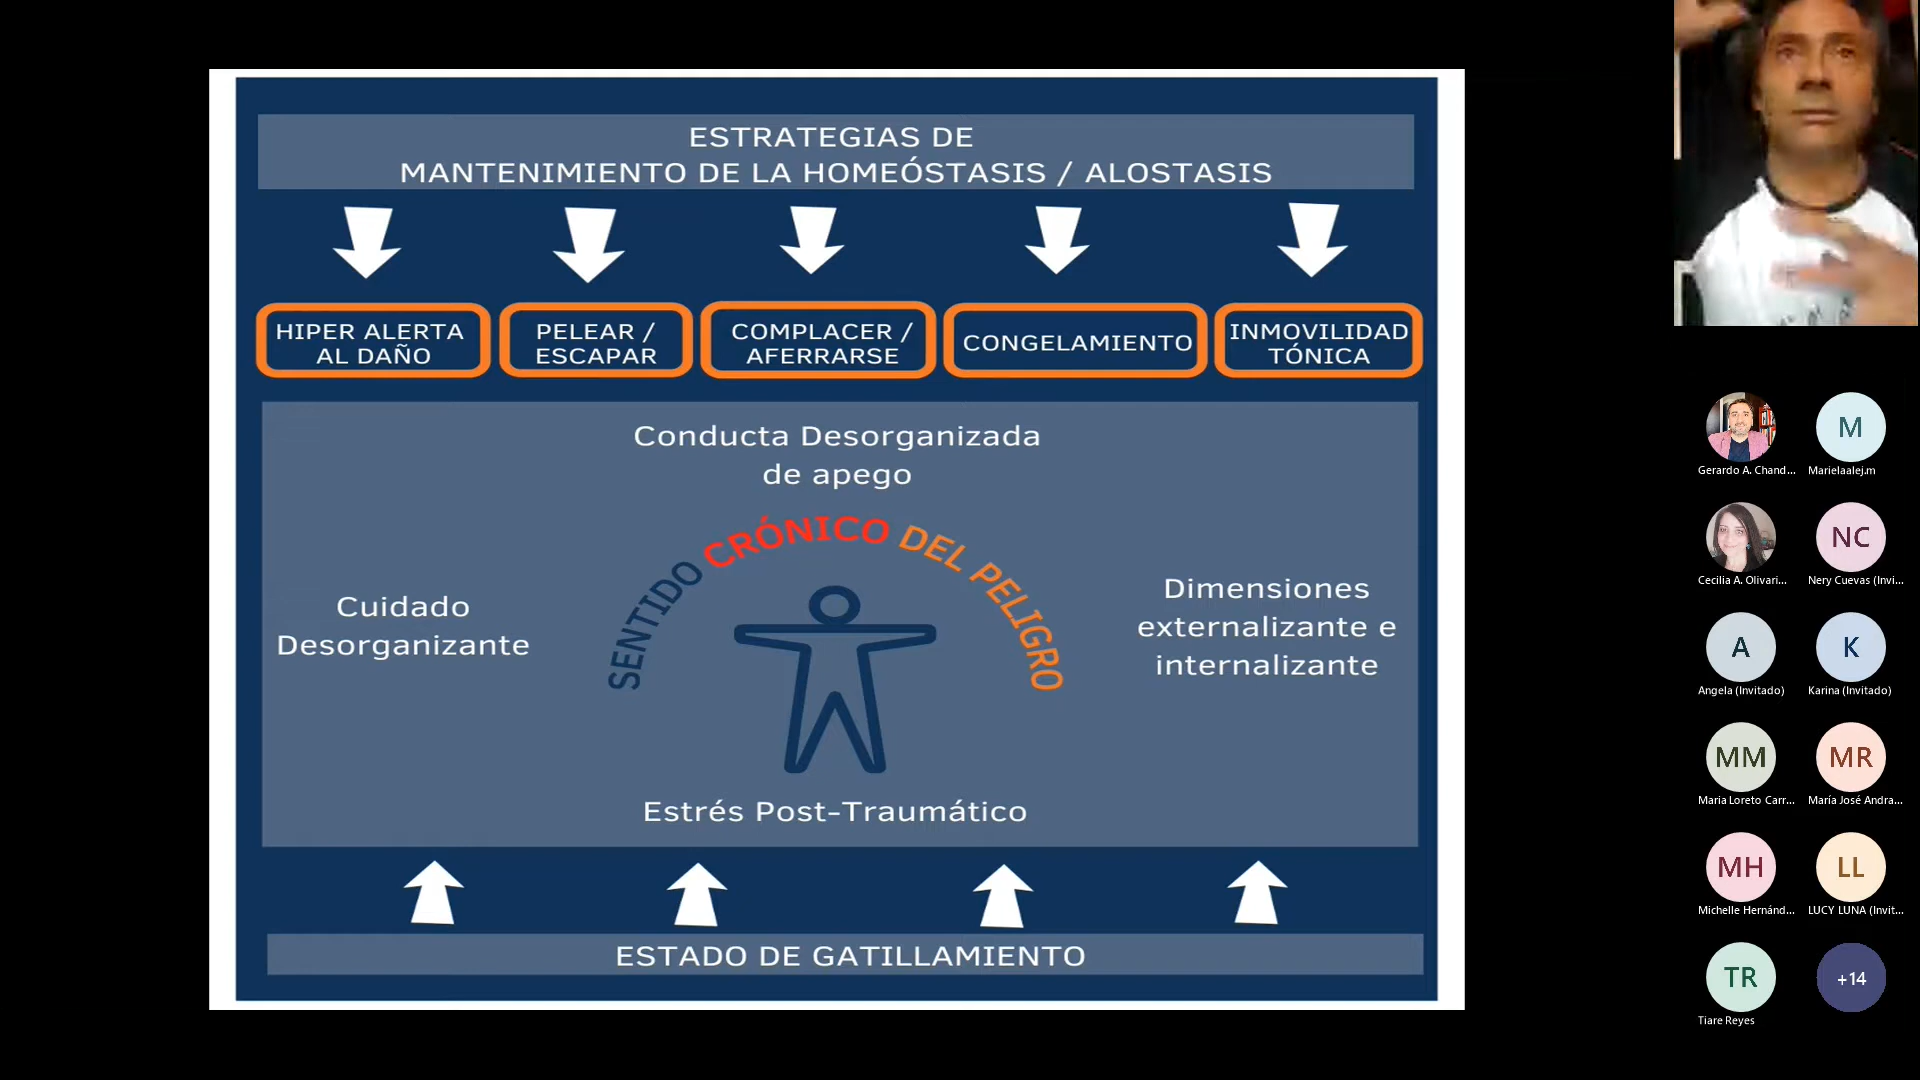 ESTRATEGIAS DE
MANTENIMIENTO DE LA HOMEÓSTASIS / ALOSTASIS
HIPER ALERTA
AL DAÑO
PELEAR /
ESCAPAR
COMPLACER /
AFERRARSE
CONGELAMIENTO
INMOVILIDAD
TÓNICA
Conducta Desorganizada
de apego
SENTIDO CRÓNICO DEL PELIGRO
Cuidado
Desorganizante
Dimensiones
externalizante e
internalizante
Estrés Post-Traumático
ESTADO DE GATILLAMIENTO
Gerardo A. Chand...
M
Marielaalej.m
Cecilia A. Olivari...
NC
Nery Cuevas (Invi...
A
Angela (Invitado)
K
Karina (Invitado)
MM
Maria Loreto Carr...
MR
María José Andra...
MH
Michelle Hernánd...
LL
LUCY LUNA (Invit...
TR
Tiare Reyes
+14